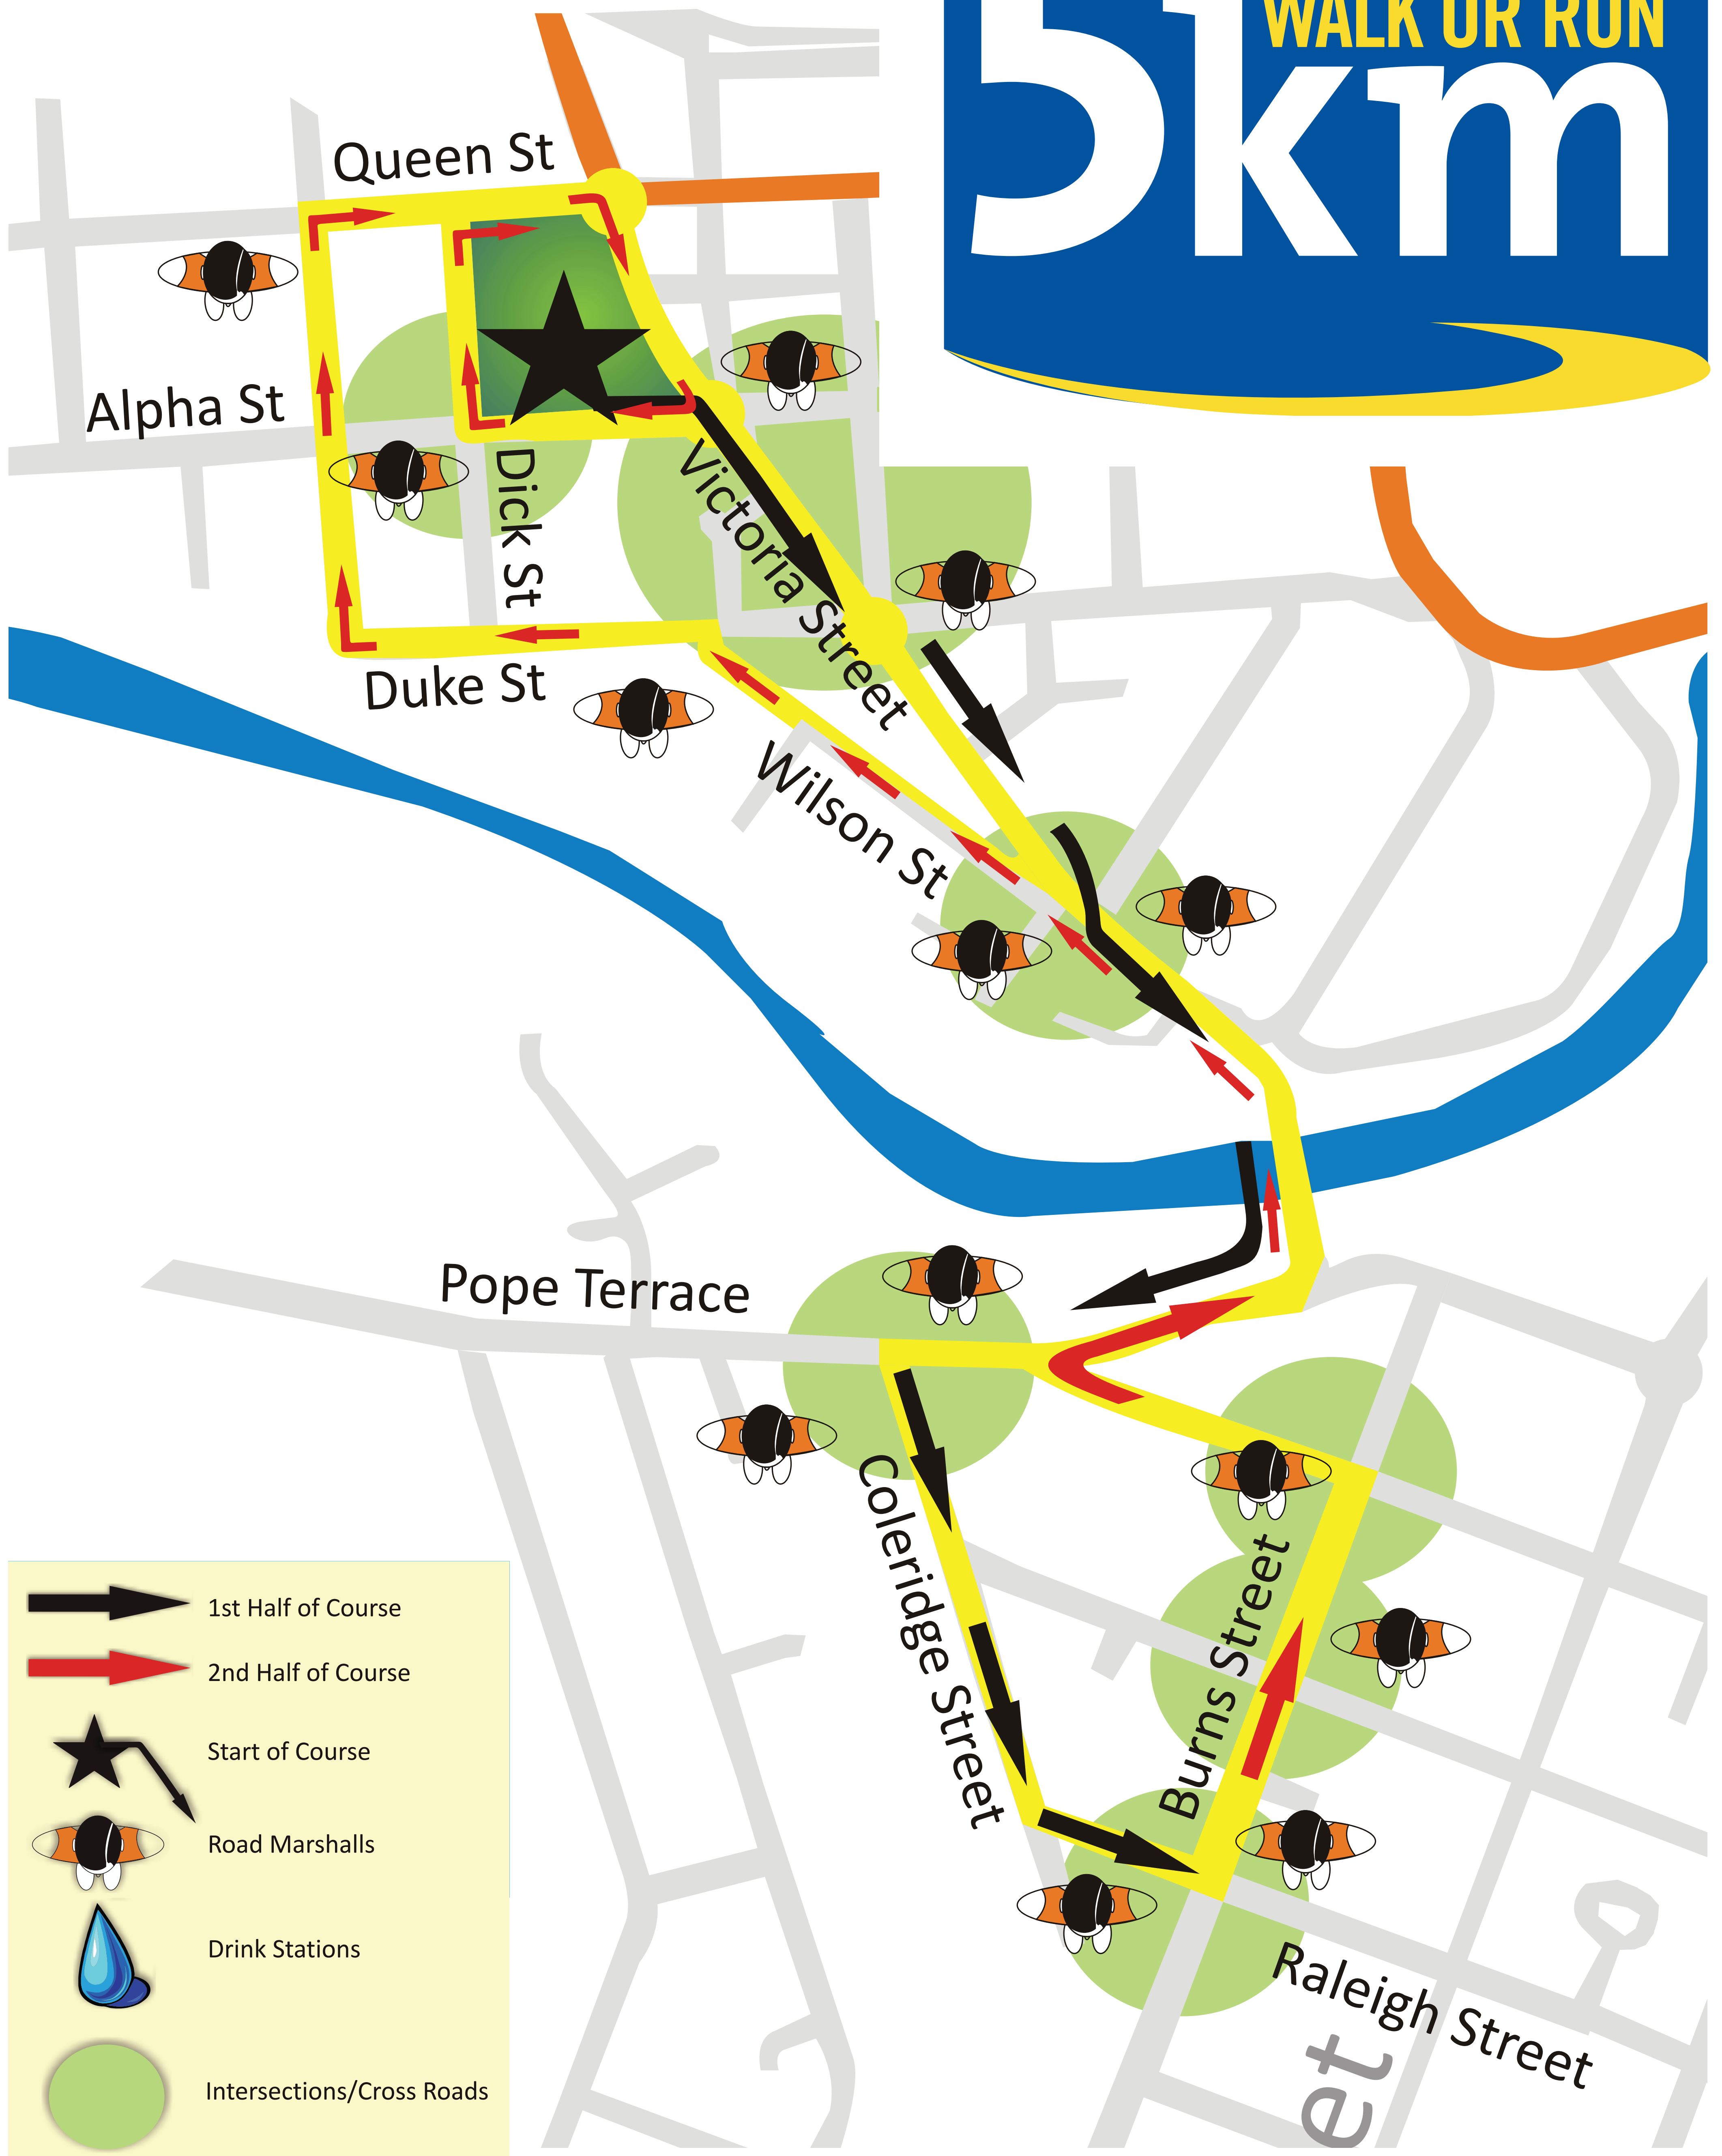 WALK OR RUN
5km
Queen St
Alpha St
Dick St
Victoria Street
Duke St
Wilson St
Pope Terrace
Coleridge Street
Burns Street
Raleigh Street
et
1st Half of Course
2nd Half of Course
Start of Course
Road Marshalls
Drink Stations
Intersections/Cross Roads